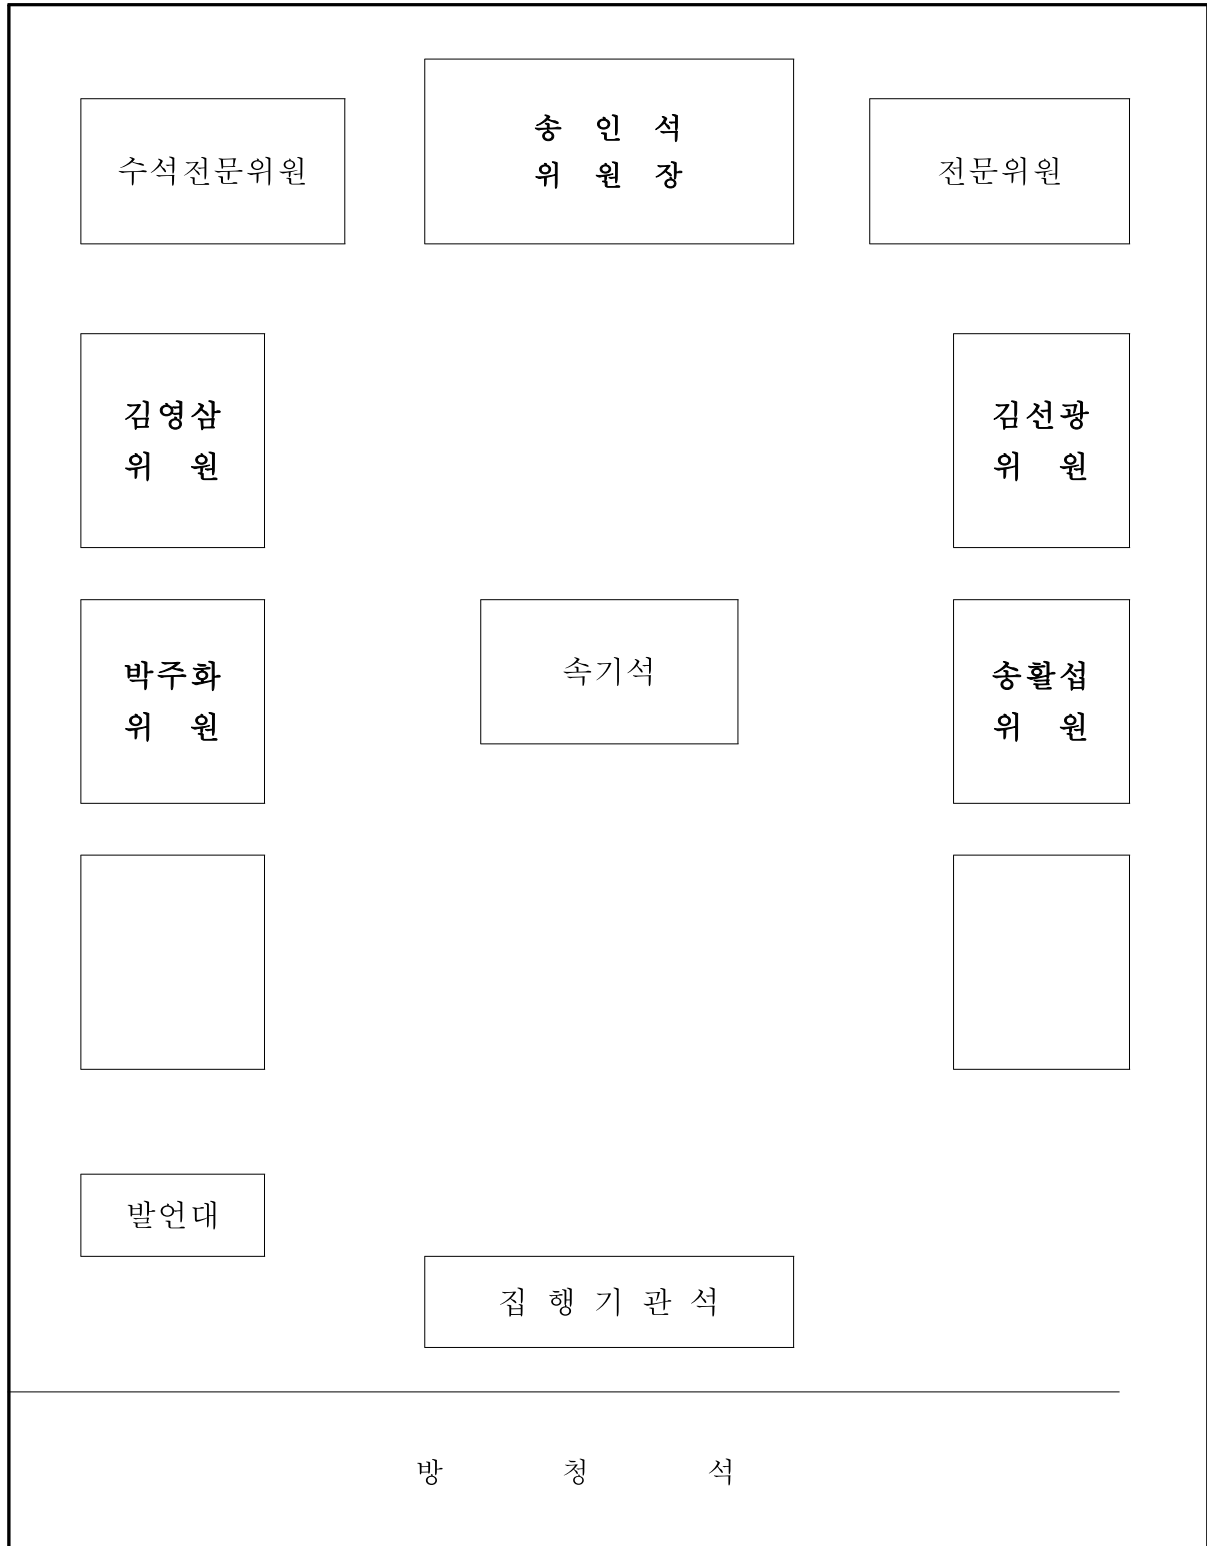 수석전문위원
송 인 석
위 원 장
전문위원
김영삼
위 원
김선광
위 원
박주화
위 원
속기석
송활섭
위 원
발언대
집 행 기 관 석
방 청 석